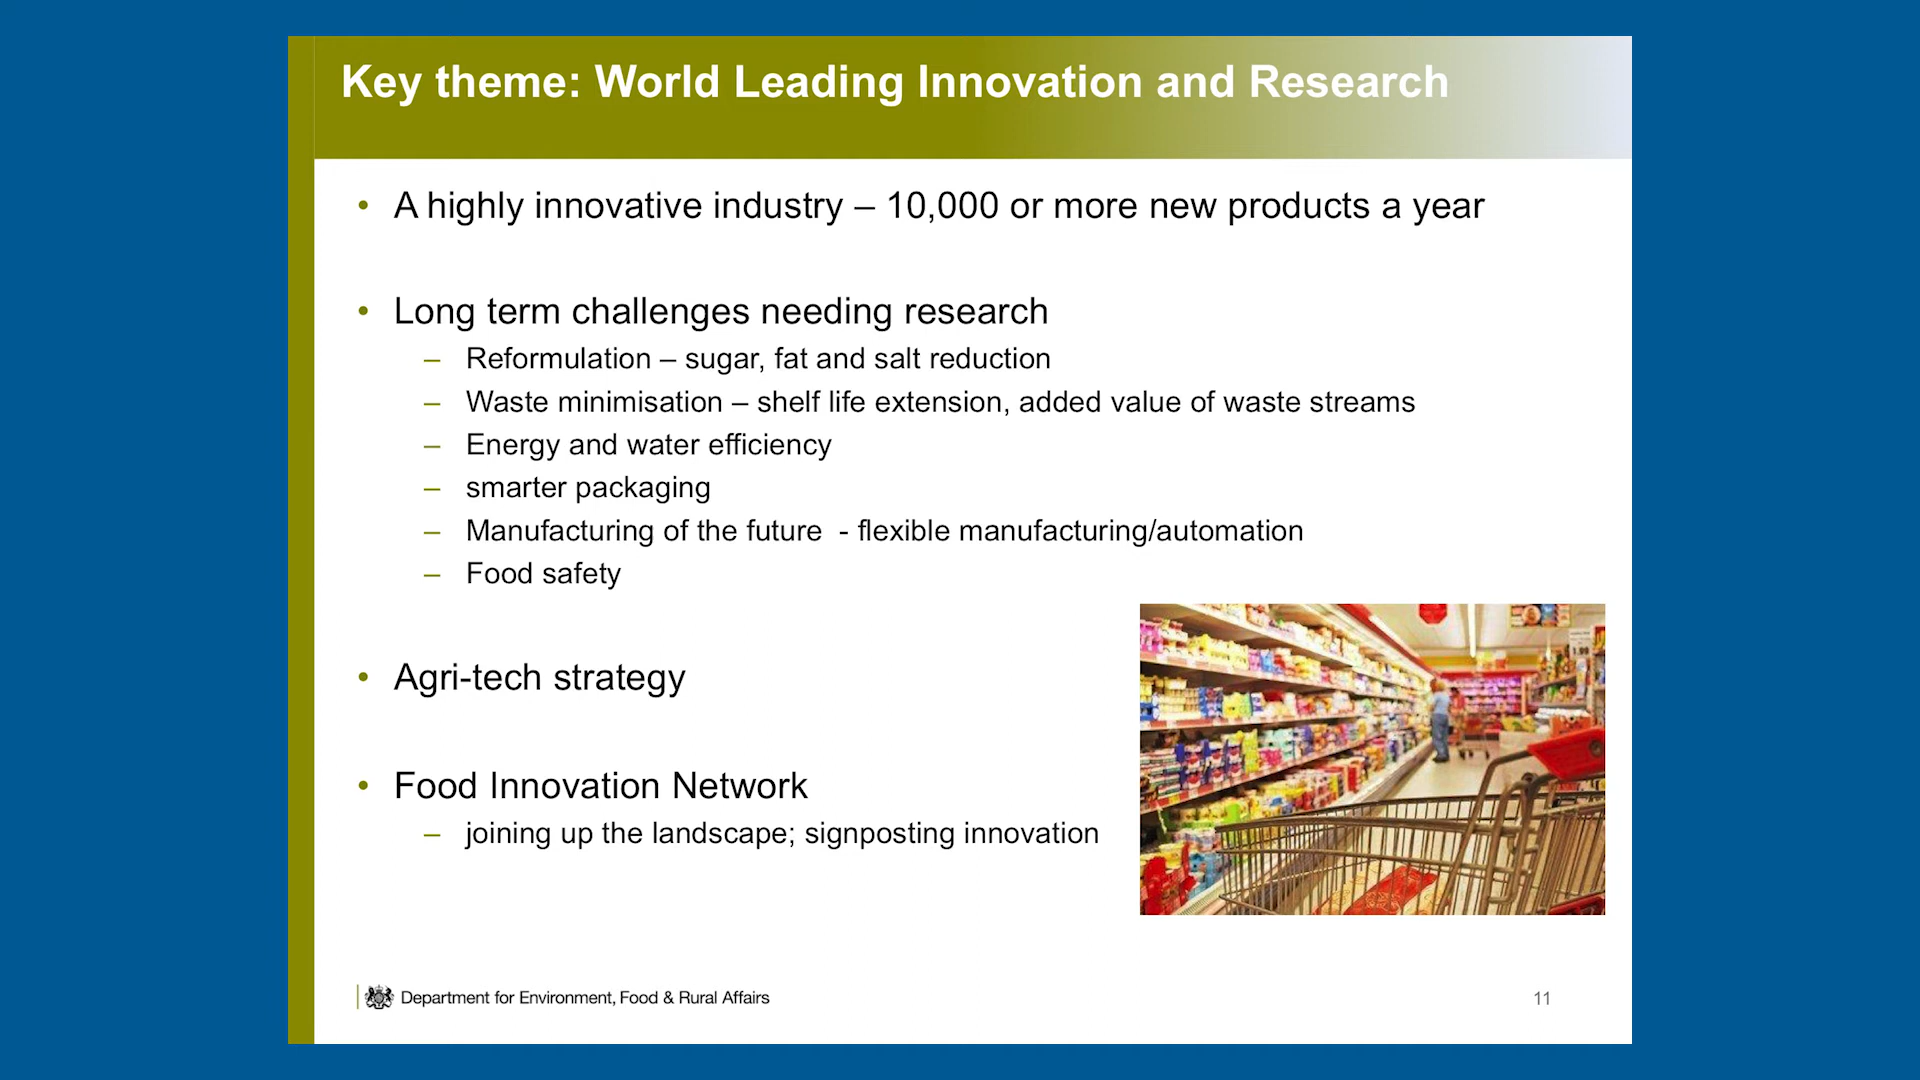 Key theme: World Leading Innovation and Research
• A highly innovative industry – 10,000 or more new products a year
• Long term challenges needing research
– Reformulation – sugar, fat and salt reduction
– Waste minimisation – shelf life extension, added value of waste streams
– Energy and water efficiency
– smarter packaging
– Manufacturing of the future - flexible manufacturing/automation
– Food safety
• Agri-tech strategy
• Food Innovation Network
– joining up the landscape; signposting innovation
Department for Environment, Food & Rural Affairs
11